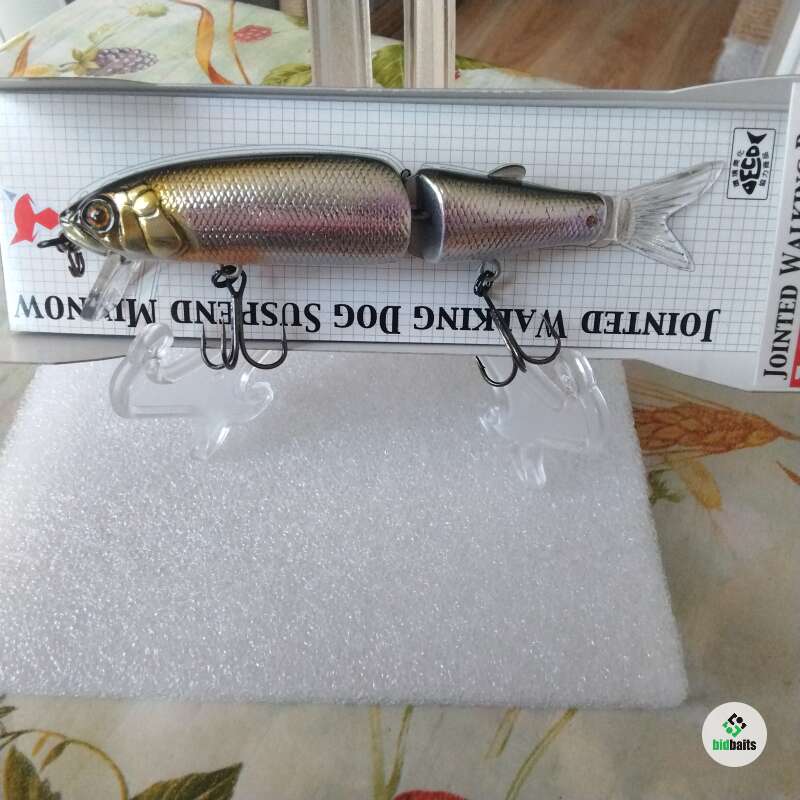 JOINTED WALKING DOG SUSPEND MINNOW
JOINTED WALKING
ECO
bidbaits